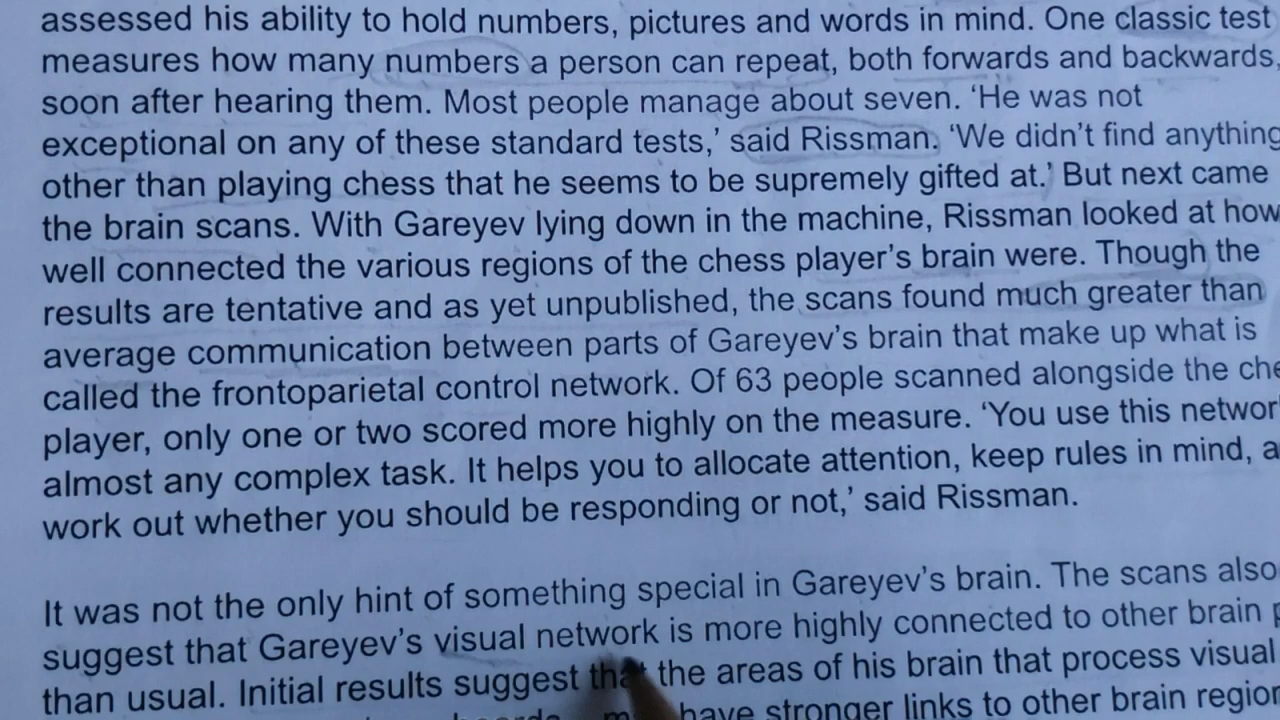 assessed his ability to hold numbers, pictures and words in mind. One classic test
measures how many numbers a person can repeat, both forwards and backwards,
soon after hearing them. Most people manage about seven. ‘He was not
exceptional on any of these standard tests,’ said Rissman. ‘We didn’t find anything
other than playing chess that he seems to be supremely gifted at.’ But next came
the brain scans. With Gareyev lying down in the machine, Rissman looked at how
well connected the various regions of the chess player’s brain were. Though the
results are tentative and as yet unpublished, the scans found much greater than
average communication between parts of Gareyev’s brain that make up what is
called the frontoparietal control network. Of 63 people scanned alongside the
player, only one or two scored more highly on the measure. ‘You use this
almost any complex task. It helps you to allocate attention, keep rules in mind,
work out whether you should be responding or not,’ said Rissman.
It was not the only hint of something special in Gareyev’s brain. The scans also
suggest that Gareyev’s visual network is more highly connected to other brain
than usual. Initial results suggest that the areas of his brain that process visual
have stronger links to other brain